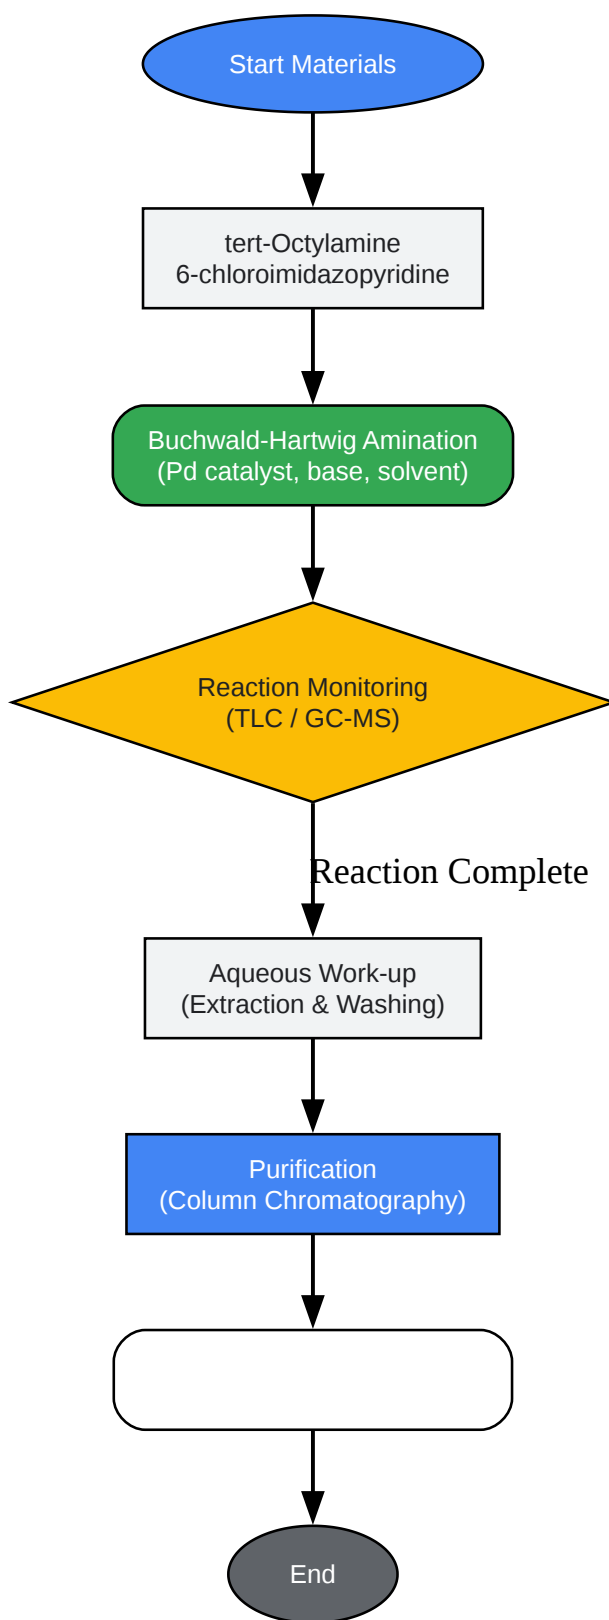 Start Materials
tert-Octylamine
6-chloroimidazopyridine
Buchwald-Hartwig Amination
(Pd catalyst, base, solvent)
Reaction Monitoring
(TLC / GC-MS)
Reaction Complete
Aqueous Work-up
(Extraction & Washing)
Purification
(Column Chromatography)
End